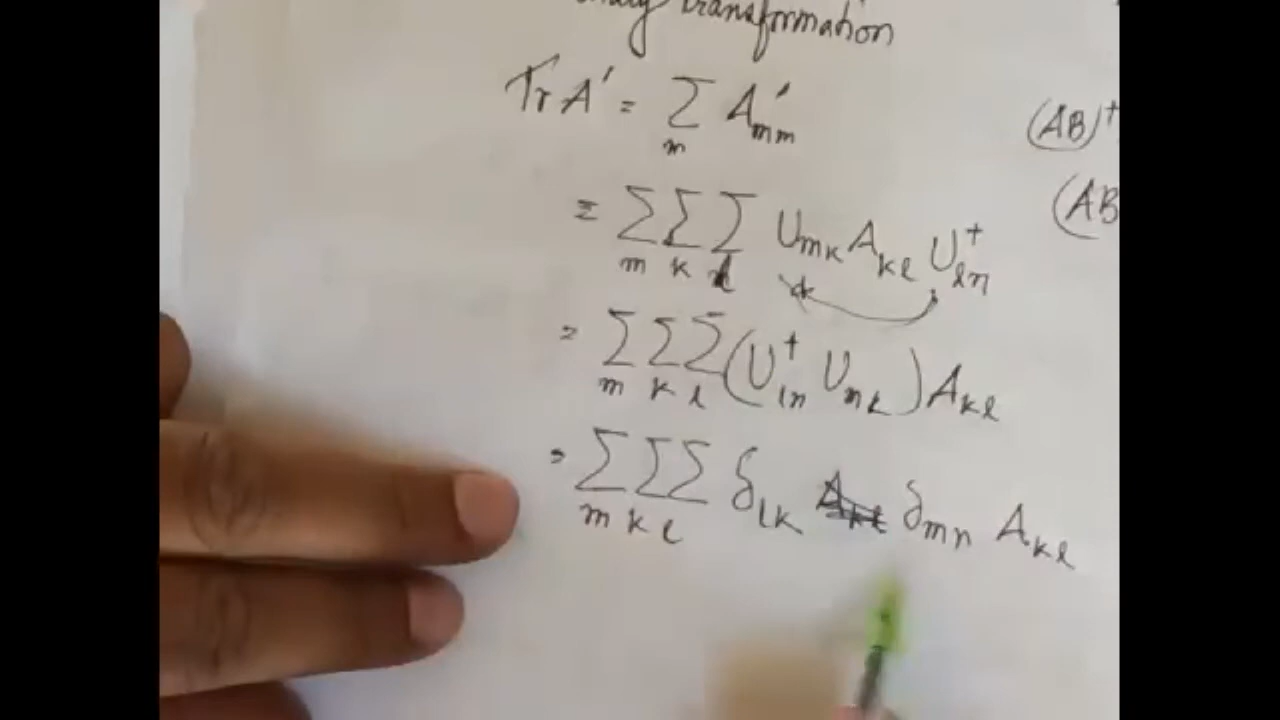 transformation
Tr A' = Σ_m A'_mm
(AB)†
= Σ_m Σ_k Σ_l U_mk A_kl U†_ln
(AB
= Σ_m Σ_k Σ_l (U†_ln U_mk) A_kl
= Σ_m Σ_k Σ_l δ_lk δ_mn A_kl